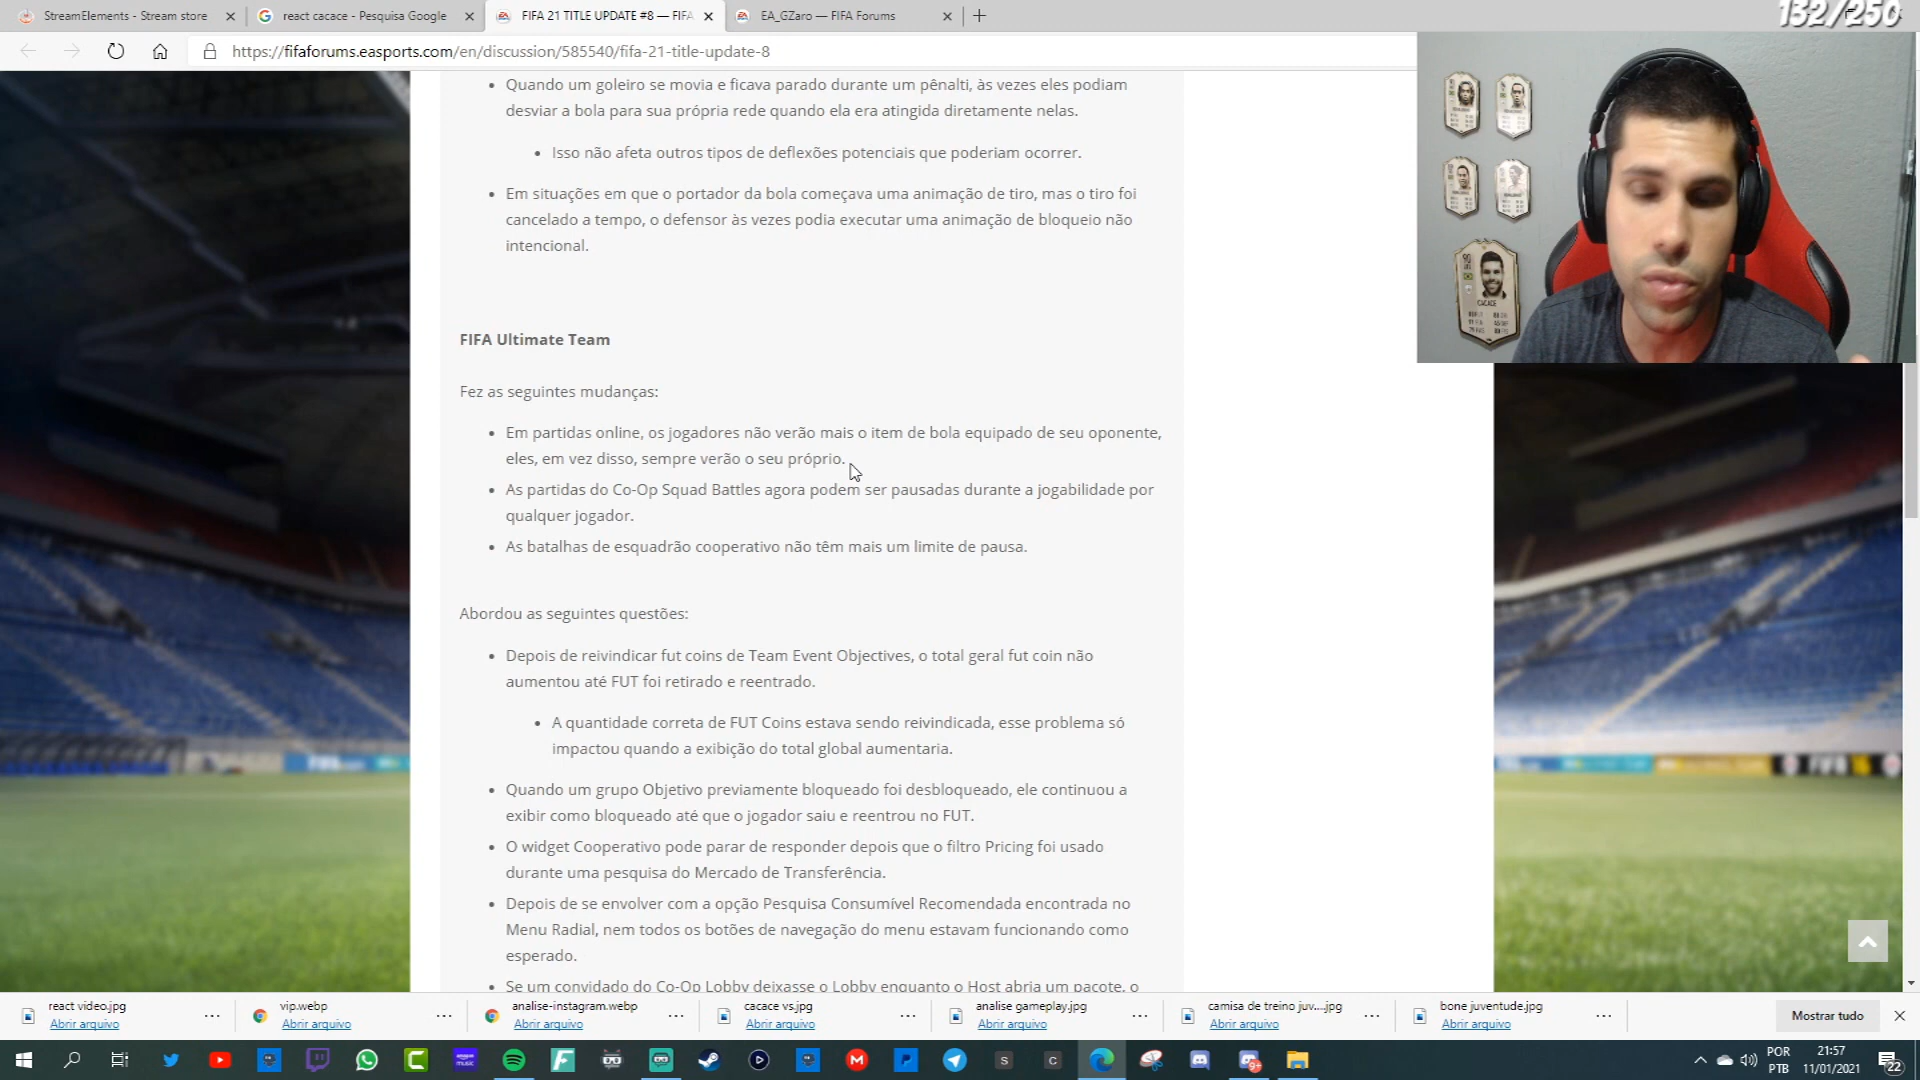 StreamElements - Stream store
react cacace - Pesquisa Google
FIFA 21 TITLE UPDATE #8 — FIFA
EA_GZaro — FIFA Forums
132/250
https://fifaforums.easports.com/en/discussion/585540/fifa-21-title-update-8
• Quando um goleiro se movia e ficava parado durante um pênalti, às vezes eles podiam
desviar a bola para sua própria rede quando ela era atingida diretamente nelas.
• Isso não afeta outros tipos de deflexões potenciais que poderiam ocorrer.
• Em situações em que o portador da bola começava uma animação de tiro, mas o tiro foi
cancelado a tempo, o defensor às vezes podia executar uma animação de bloqueio não
intencional.
90
CACACE
FIFA Ultimate Team
Fez as seguintes mudanças:
• Em partidas online, os jogadores não verão mais o item de bola equipado de seu oponente,
eles, em vez disso, sempre verão o seu próprio.
• As partidas do Co-Op Squad Battles agora podem ser pausadas durante a jogabilidade por
qualquer jogador.
• As batalhas de esquadrão cooperativo não têm mais um limite de pausa.
Abordou as seguintes questões:
• Depois de reivindicar fut coins de Team Event Objectives, o total geral fut coin não
aumentou até FUT foi retirado e reentrado.
• A quantidade correta de FUT Coins estava sendo reivindicada, esse problema só
impactou quando a exibição do total global aumentaria.
• Quando um grupo Objetivo previamente bloqueado foi desbloqueado, ele continuou a
exibir como bloqueado até que o jogador saiu e reentrou no FUT.
• O widget Cooperativo pode parar de responder depois que o filtro Pricing foi usado
durante uma pesquisa do Mercado de Transferência.
• Depois de se envolver com a opção Pesquisa Consumível Recomendada encontrada no
Menu Radial, nem todos os botões de navegação do menu estavam funcionando como
esperado.
• Se um convidado do Co-Op Lobby deixasse o Lobby enquanto o Host abria um pacote, o
react video.jpg
Abrir arquivo
vip.webp
Abrir arquivo
analise-instagram.webp
Abrir arquivo
cacace vs.jpg
Abrir arquivo
analise gameplay.jpg
Abrir arquivo
camisa de treino juv....jpg
Abrir arquivo
bone juventude.jpg
Abrir arquivo
Mostrar tudo
POR
PTB
21:57
11/01/2021
22